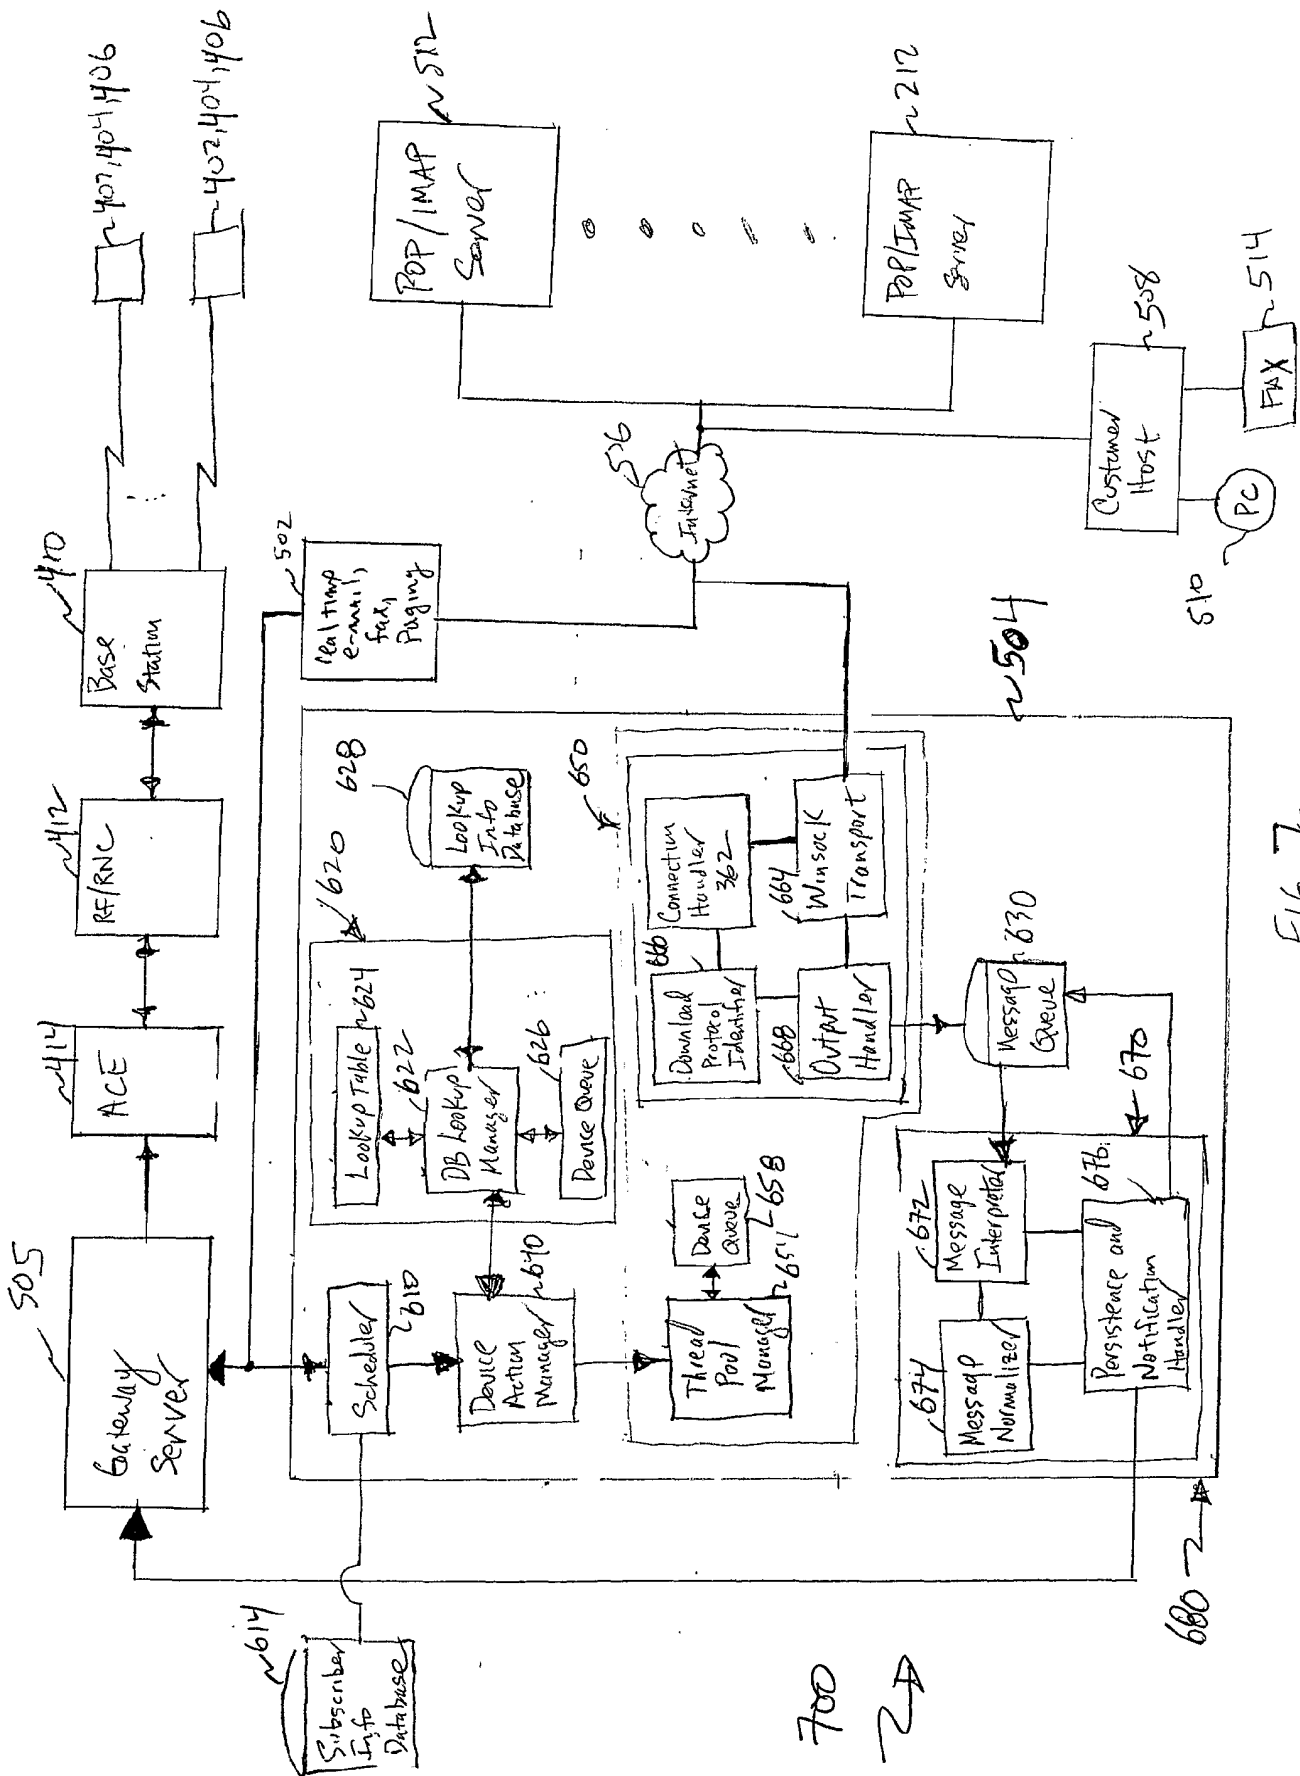 505
Gateway
Server
414
ACE
412
RF/RNC
410
Base
Station
402,404,406
402,404,406
614
Subscriber
Info
Database
Scheduler
610
Device
Action
Manager
640
620
Lookup Table
624
622
DB Lookup
Manager
626
Device Queue
628
Lookup
Info
Database
502
realtime
e-mail,
fax,
Paging
506
Internet
POP/IMAP
Server
512
POP/IMAP
Server
212
Customer
Host
508
510
PC
FAX
514
504
650
Thread
Pool
Manager
654
Device
Queue
658
666
Download
Protocol
Identifier
Connection
Handler
362
668
Output
Handler
664
Winsock
Transport
Message
Queue
630
670
672
Message
Interpreter
674
Message
Normalizer
676
Persistence and
Notification
Handler
680
700
FIG 7